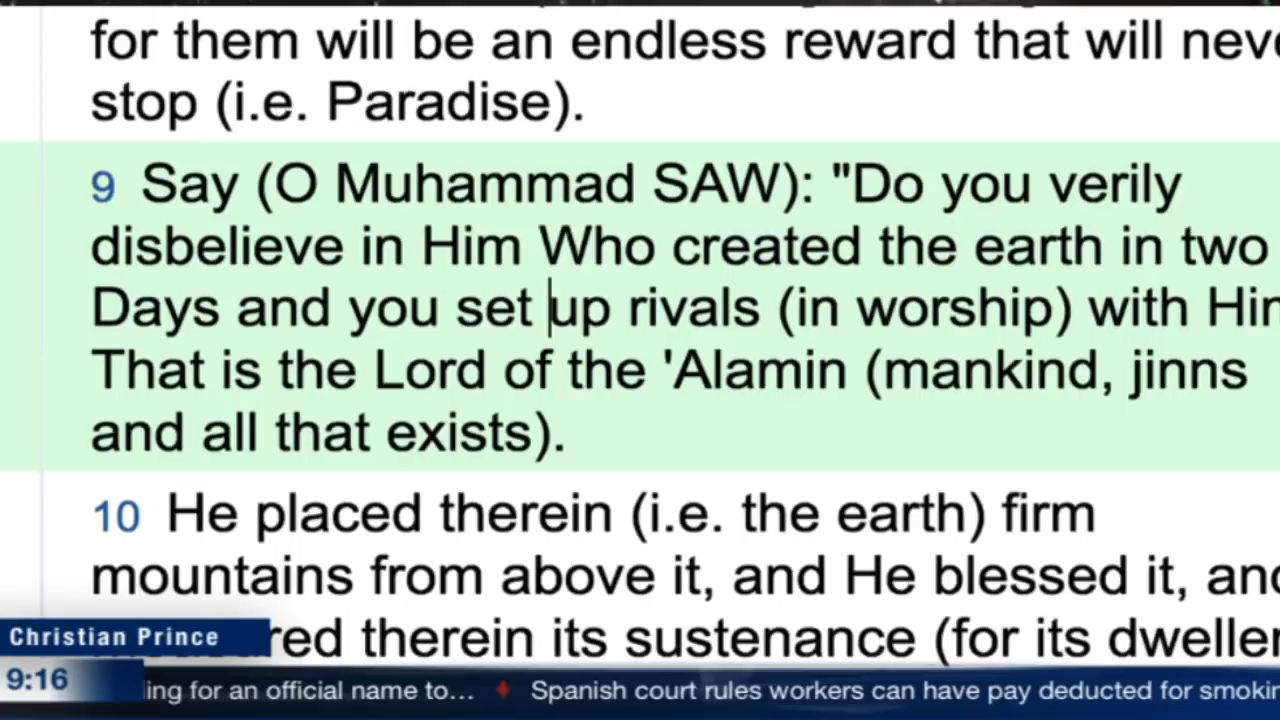 for them will be an endless reward that will neve
stop (i.e. Paradise).
9 Say (O Muhammad SAW): "Do you verily
disbelieve in Him Who created the earth in two
Days and you set up rivals (in worship) with Him
That is the Lord of the 'Alamin (mankind, jinns
and all that exists).
10 He placed therein (i.e. the earth) firm
mountains from above it, and He blessed it, and
red therein its sustenance (for its dweller
Christian Prince
9:16
ing for an official name to... Spanish court rules workers can have pay deducted for smokin